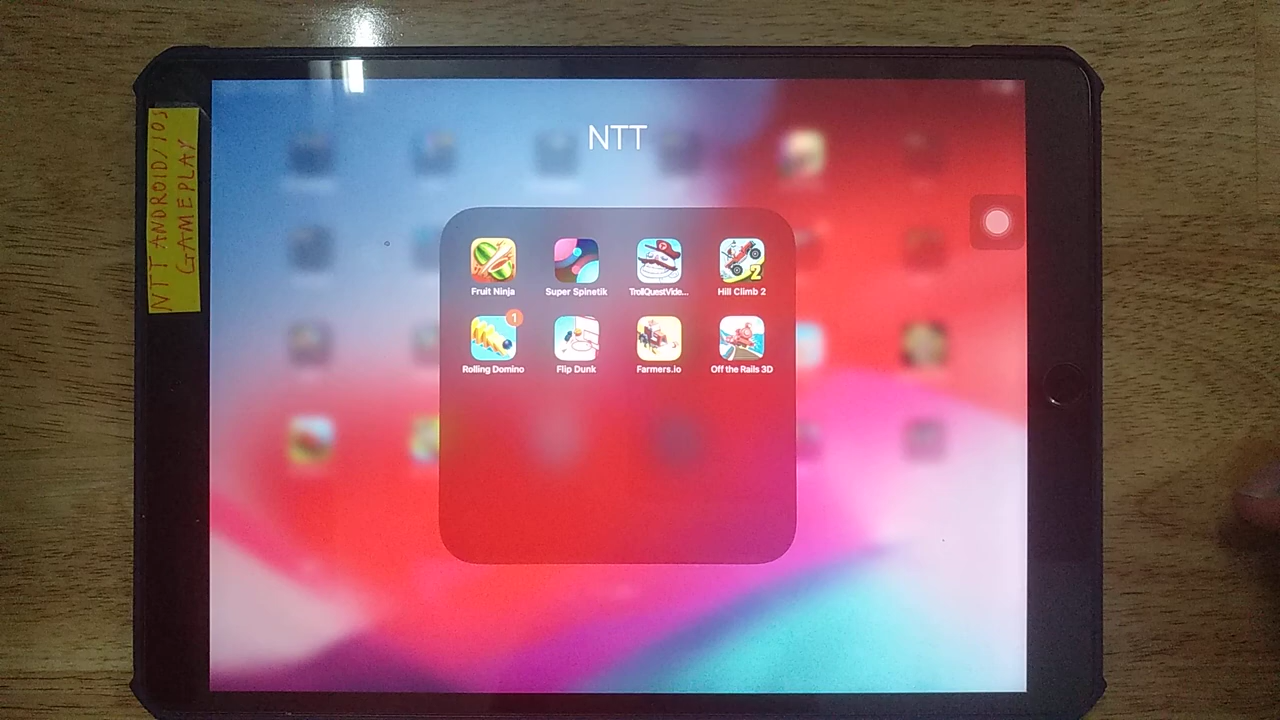 NTT ANDROID/IOS
GAMEPLAY
NTT
Fruit Ninja
Super Spinetik
TrollQuestVide...
Hill Climb 2
2
1
Rolling Domino
Flip Dunk
Farmers.io
Off the Rails 3D